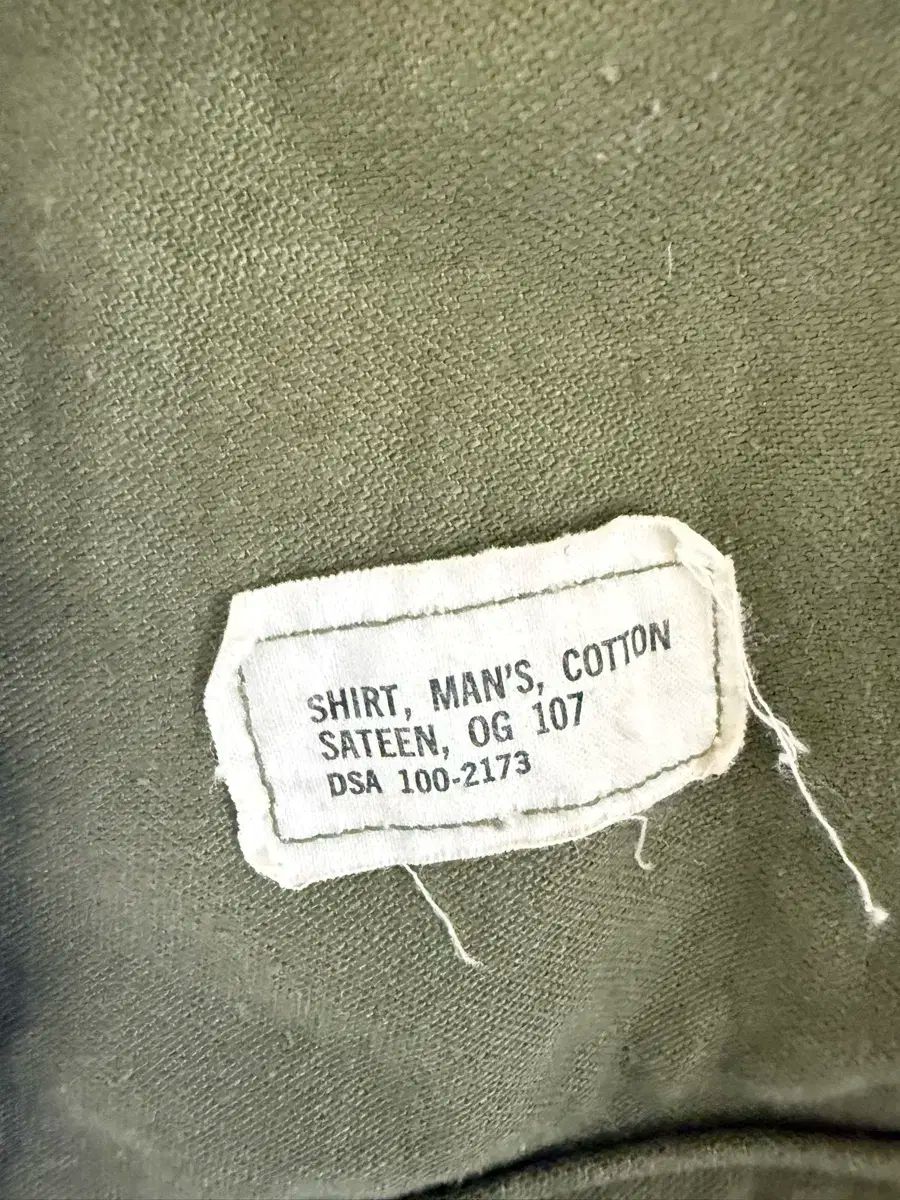 SHIRT, MAN'S, COTTON
SATEEN, OG 107
DSA 100-2173